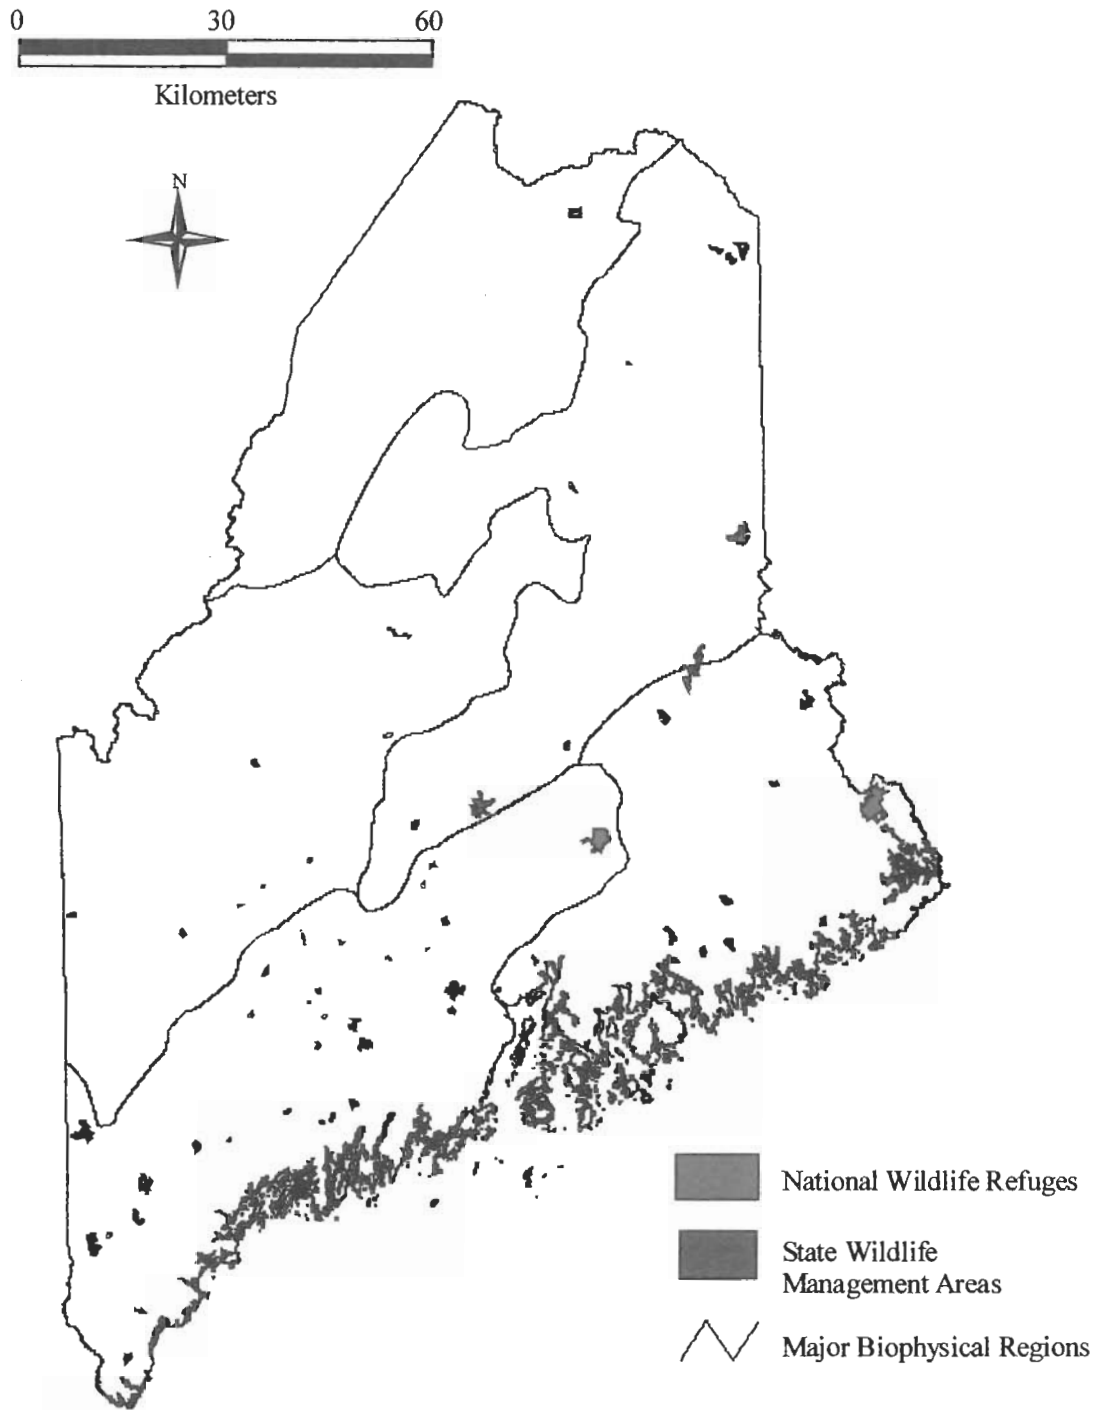 0 30 60
Kilometers
N
National Wildlife Refuges
State Wildlife
Management Areas
Major Biophysical Regions